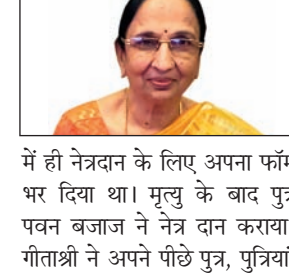 में ही नेत्रदान के लिए अपना फॉर्म
भर दिया था। मृत्यु के बाद पुत्र
पवन बजाज ने नेत्र दान कराया
गीताश्री ने अपने पीछे पुत्र, पुत्रियां